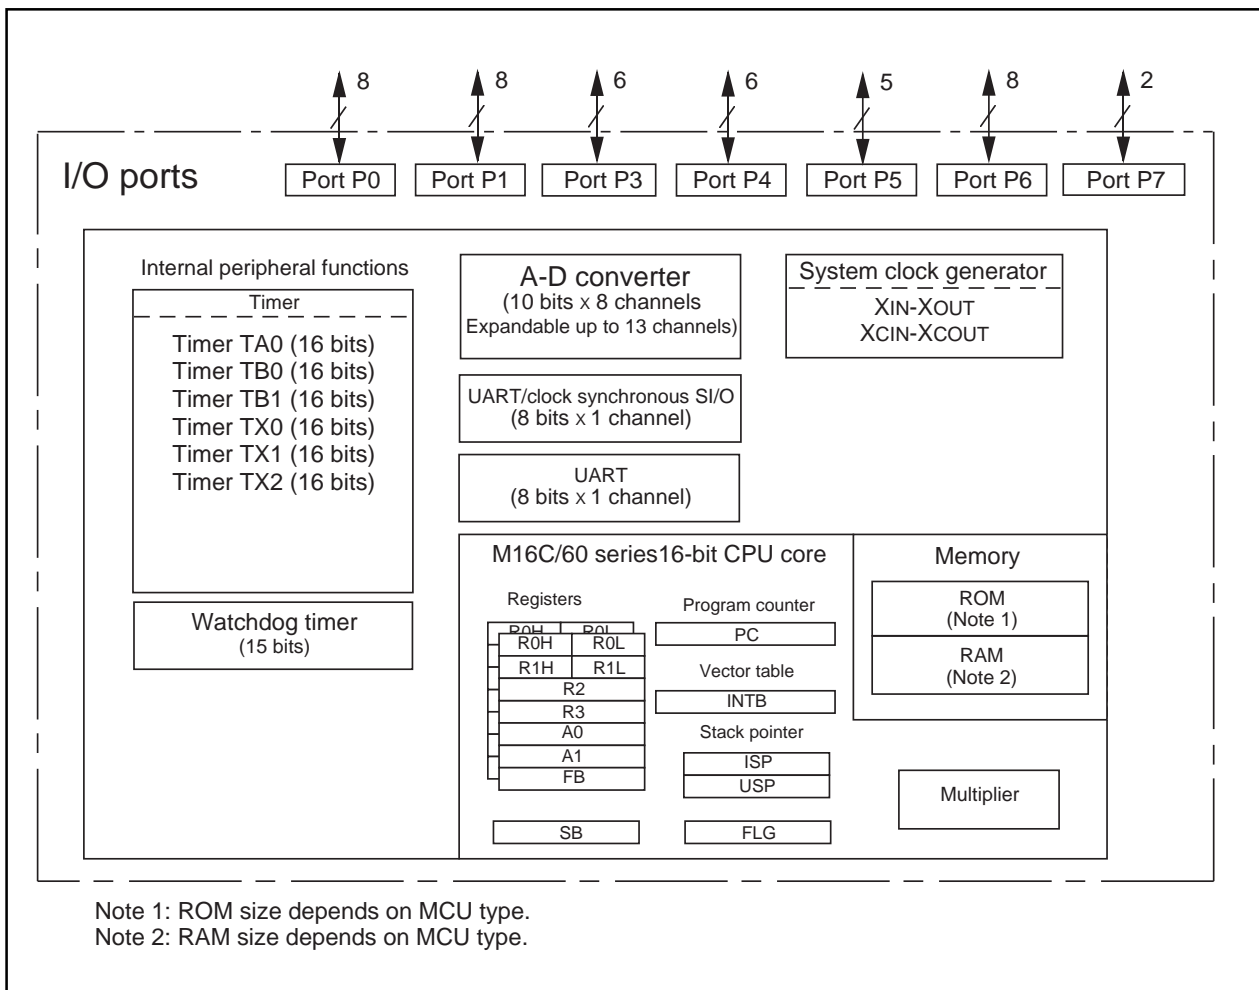 8 8 6 6 5 8 2
I/O ports
Port P0 Port P1 Port P3 Port P4 Port P5 Port P6 Port P7
Internal peripheral functions
Timer
Timer TA0 (16 bits)
Timer TB0 (16 bits)
Timer TB1 (16 bits)
Timer TX0 (16 bits)
Timer TX1 (16 bits)
Timer TX2 (16 bits)
Watchdog timer
(15 bits)
A-D converter
(10 bits x 8 channels
Expandable up to 13 channels)
UART/clock synchronous SI/O
(8 bits x 1 channel)
UART
(8 bits x 1 channel)
System clock generator
XIN-XOUT
XCIN-XCOUT
M16C/60 series16-bit CPU core
Registers
R0H R0L
R0H R0L
R1H R1L
R2
R3
A0
A1
FB
SB
Program counter
PC
Vector table
INTB
Stack pointer
ISP
USP
FLG
Memory
ROM
(Note 1)
RAM
(Note 2)
Multiplier
Note 1: ROM size depends on MCU type.
Note 2: RAM size depends on MCU type.